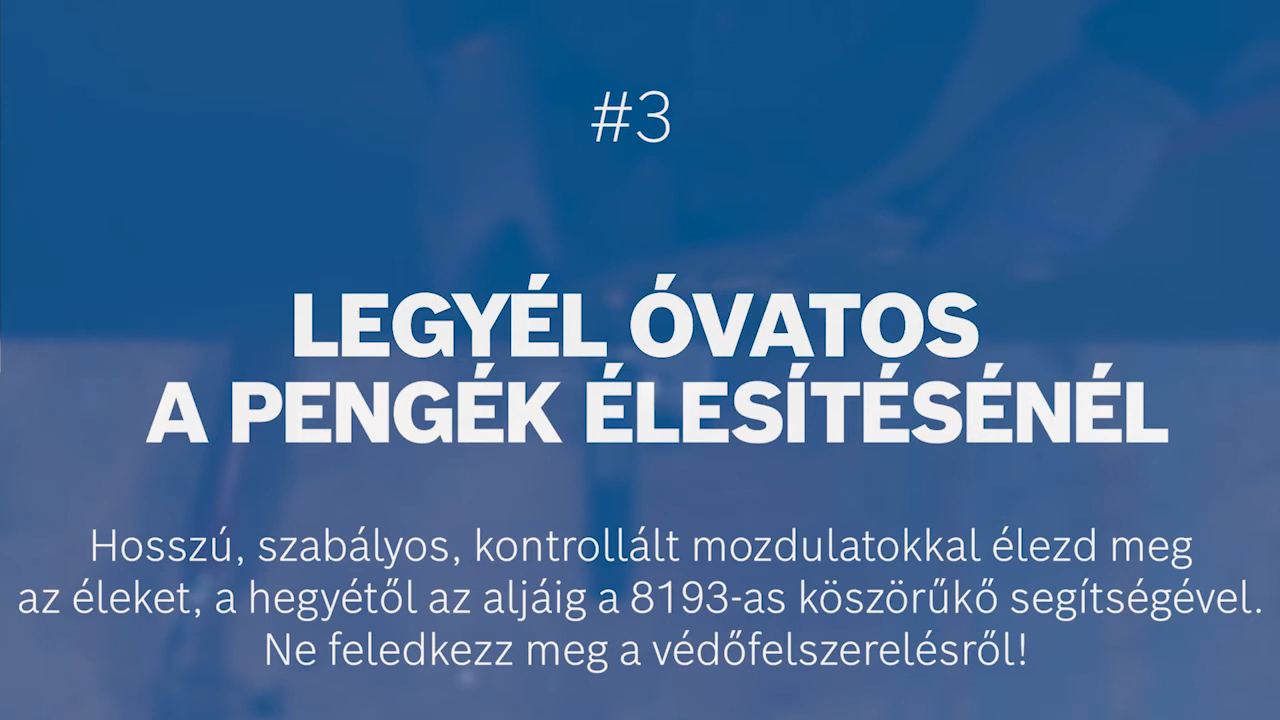 #3
LEGYÉL ÓVATOS
A PENGÉK ÉLESÍTÉSÉNÉL
Hosszú, szabályos, kontrollált mozdulatokkal élezd meg
az éleket, a hegyétől az aljáig a 8193-as köszörűkő segítségével.
Ne feledkezz meg a védőfelszerelésről!